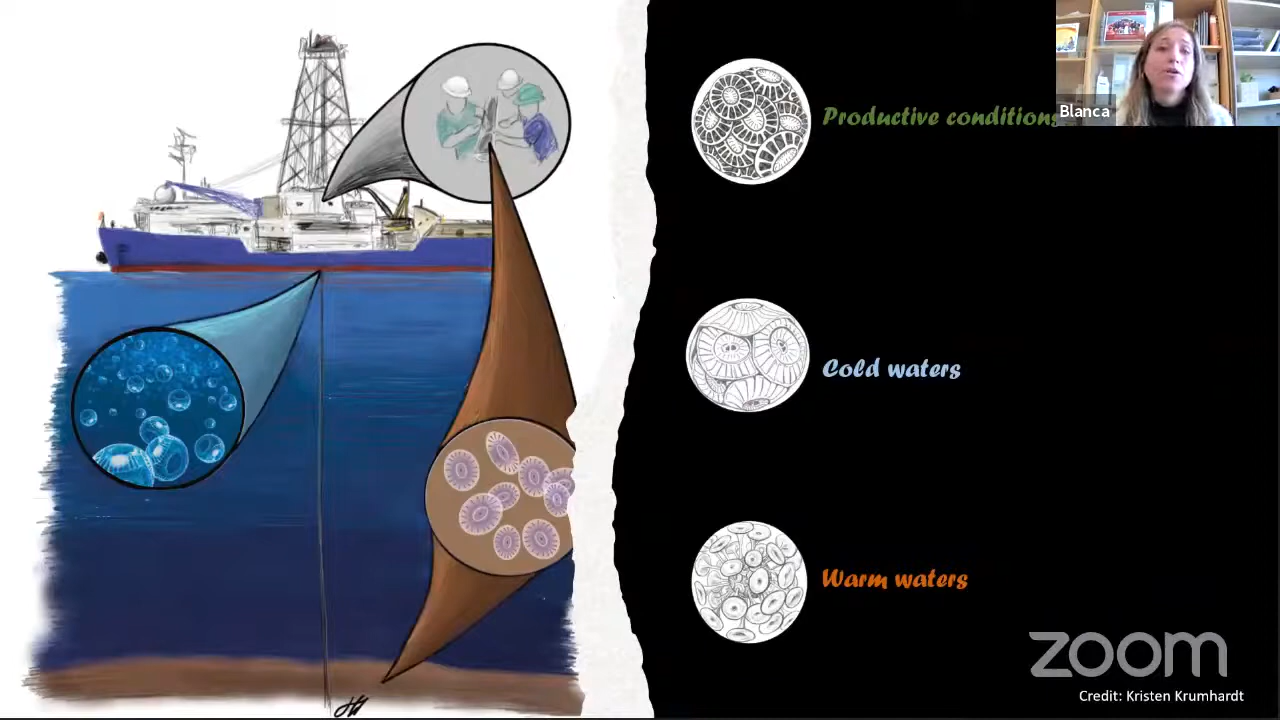 Productive conditions
Blanca
Cold waters
Warm waters
zoom
Credit: Kristen Krumhardt